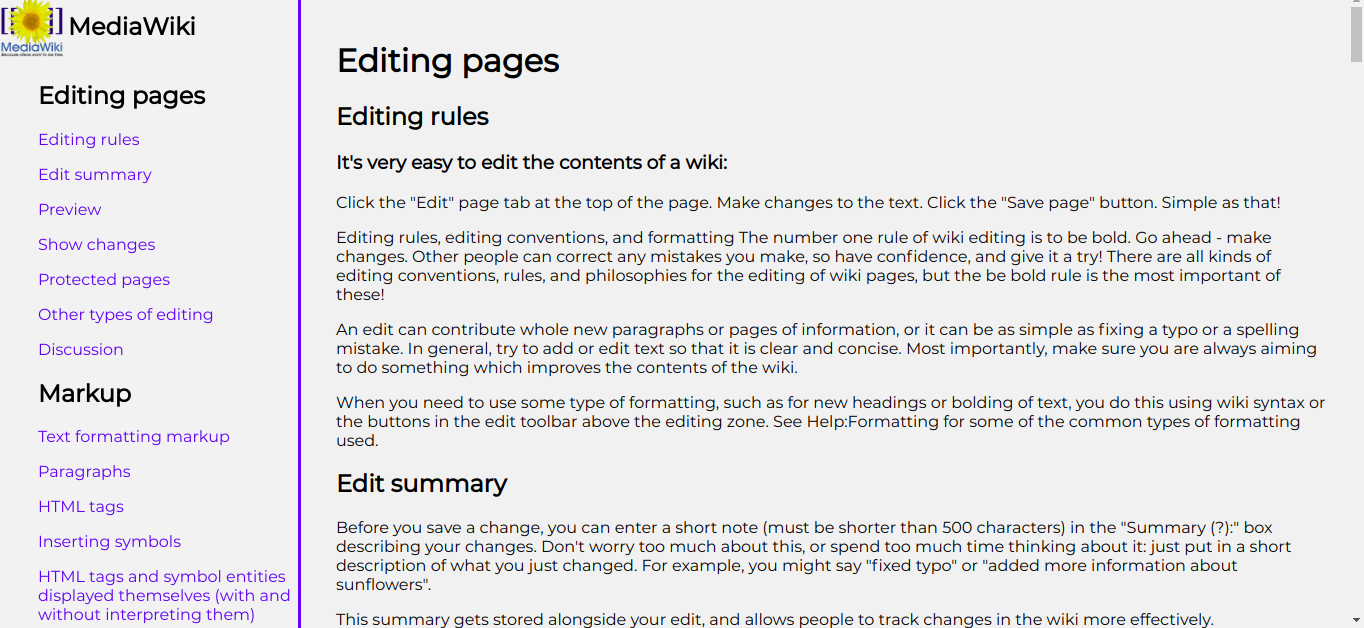 MediaWiki
MediaWiki
Editing pages
Editing rules
Edit summary
Preview
Show changes
Protected pages
Other types of editing
Discussion
Markup
Text formatting markup
Paragraphs
HTML tags
Inserting symbols
HTML tags and symbol entities
displayed themselves (with and
without interpreting them)
Editing pages
Editing rules
It's very easy to edit the contents of a wiki:
Click the "Edit" page tab at the top of the page. Make changes to the text. Click the "Save page" button. Simple as that!
Editing rules, editing conventions, and formatting The number one rule of wiki editing is to be bold. Go ahead - make
changes. Other people can correct any mistakes you make, so have confidence, and give it a try! There are all kinds of
editing conventions, rules, and philosophies for the editing of wiki pages, but the be bold rule is the most important of
these!
An edit can contribute whole new paragraphs or pages of information, or it can be as simple as fixing a typo or a spelling
mistake. In general, try to add or edit text so that it is clear and concise. Most importantly, make sure you are always aiming
to do something which improves the contents of the wiki.
When you need to use some type of formatting, such as for new headings or bolding of text, you do this using wiki syntax or
the buttons in the edit toolbar above the editing zone. See Help:Formatting for some of the common types of formatting
used.
Edit summary
Before you save a change, you can enter a short note (must be shorter than 500 characters) in the "Summary (?):" box
describing your changes. Don't worry too much about this, or spend too much time thinking about it: just put in a short
description of what you just changed. For example, you might say "fixed typo" or "added more information about
sunflowers".
This summary gets stored alongside your edit, and allows people to track changes in the wiki more effectively.